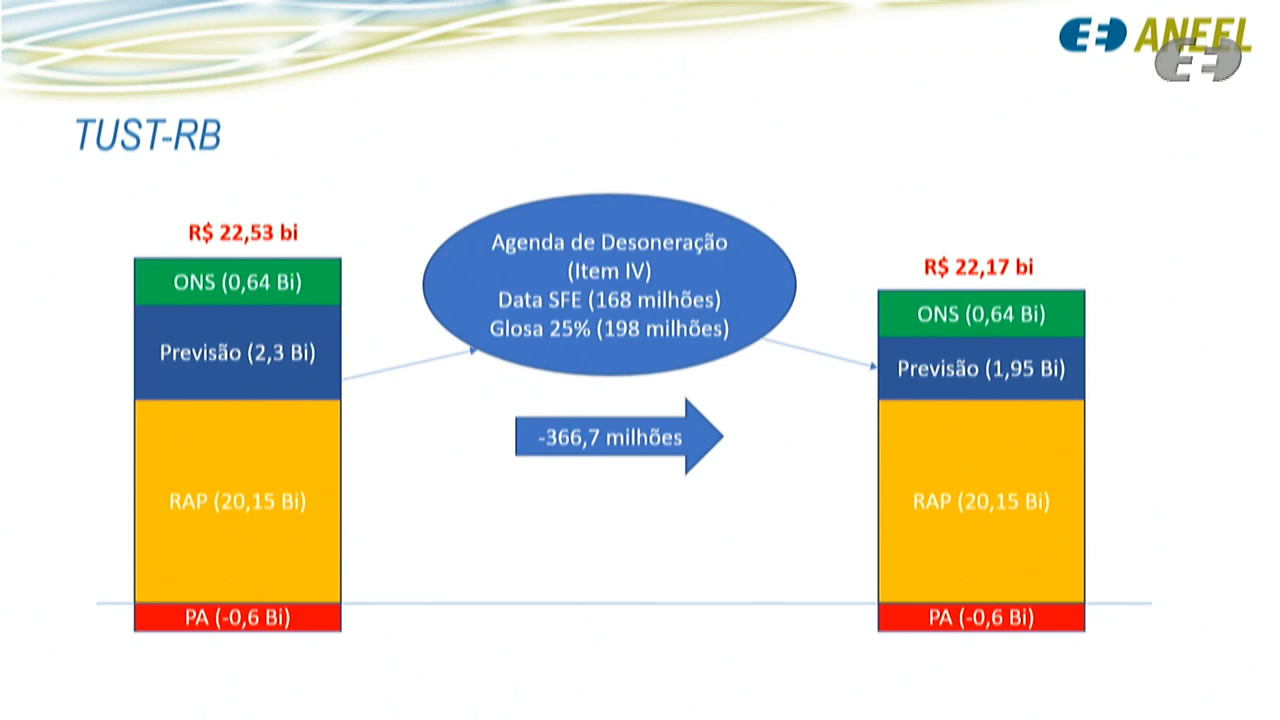 ANEEL
TUST-RB
R$ 22,53 bi
ONS (0,64 Bi)
Previsão (2,3 Bi)
RAP (20,15 Bi)
PA (-0,6 Bi)
Agenda de Desoneração
(Item IV)
Data SFE (168 milhões)
Glosa 25% (198 milhões)
-366,7 milhões
R$ 22,17 bi
ONS (0,64 Bi)
Previsão (1,95 Bi)
RAP (20,15 Bi)
PA (-0,6 Bi)